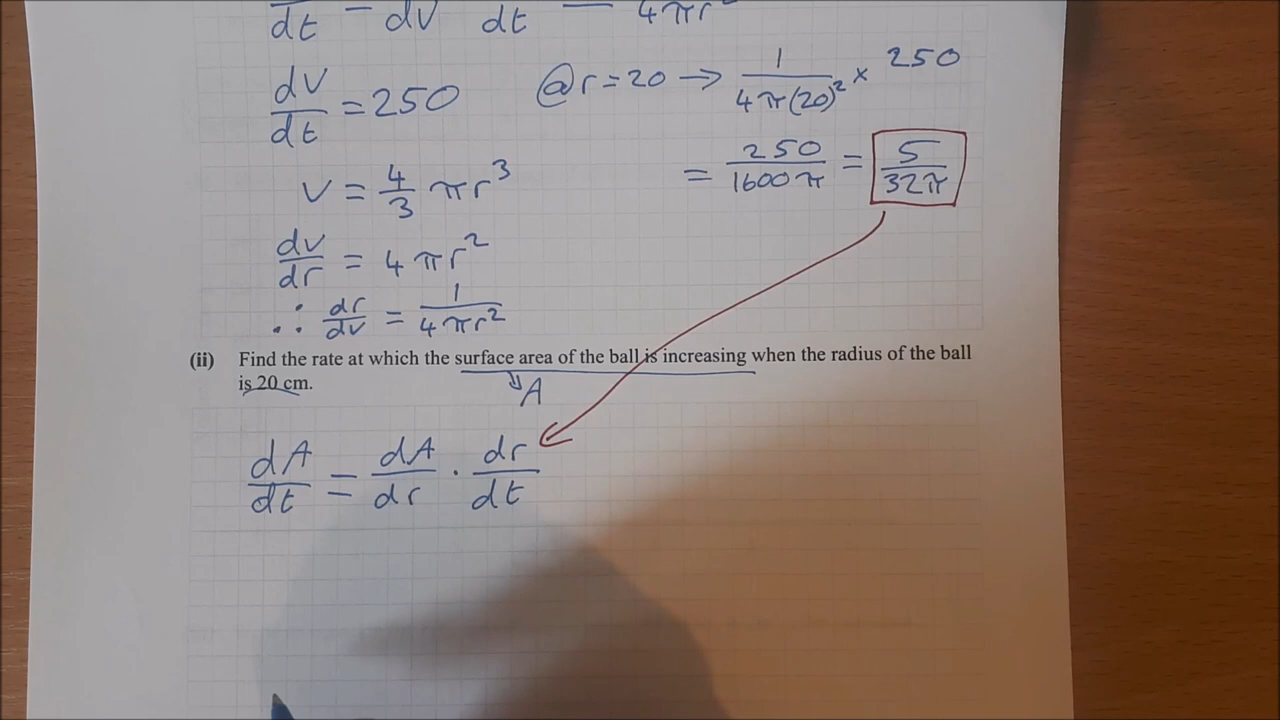 dt = dV dt = 4πr²
dV/dt = 250 @r=20 → 1/4π(20)² × 250
= 250/1600π = 5/32π
V = 4/3 πr³
dV/dr = 4πr²
∴ dr/dV = 1/4πr²
(ii) Find the rate at which the surface area of the ball is increasing when the radius of the ball
is 20 cm.
A
dA/dt = dA/dr · dr/dt